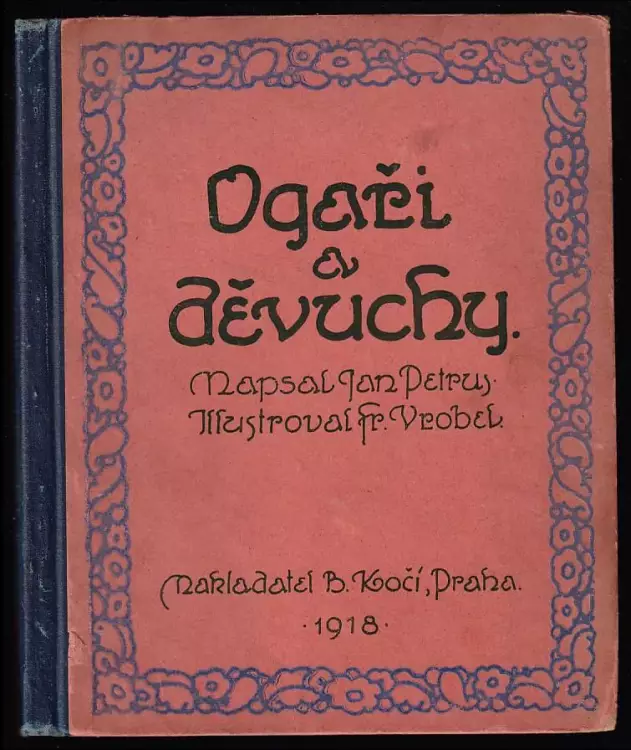 Ogaři
a
děvuchy.
Napsal Jan Petrus.
Illustroval Fr. Vrobel.
Nakladatel B. Kočí, Praha.
·1918·